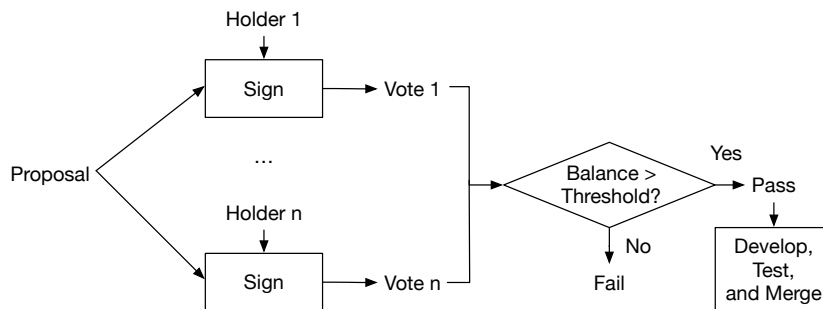 Holder 1
Sign
Vote 1
...
Proposal
Holder n
Sign
Vote n
Balance >
Threshold?
Yes
Pass
No
Fail
Develop,
Test,
and Merge